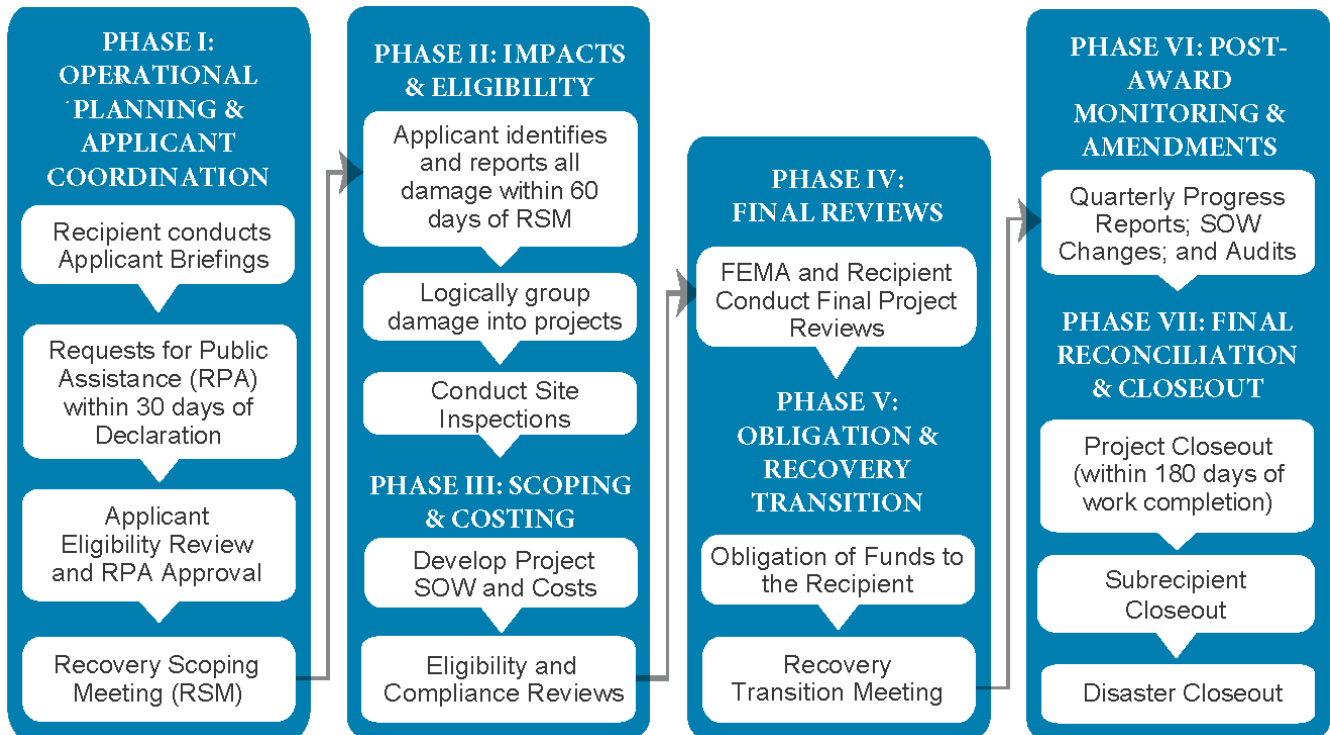 PHASE I:
OPERATIONAL
PLANNING &
APPLICANT
COORDINATION
Recipient conducts
Applicant Briefings
Requests for Public
Assistance (RPA)
within 30 days of
Declaration
Applicant
Eligibility Review
and RPA Approval
Recovery Scoping
Meeting (RSM)
PHASE II: IMPACTS
& ELIGIBILITY
Applicant identifies
and reports all
damage within 60
days of RSM
Logically group
damage into projects
Conduct Site
Inspections
PHASE III: SCOPING
& COSTING
Develop Project
SOW and Costs
Eligibility and
Compliance Reviews
PHASE IV:
FINAL REVIEWS
FEMA and Recipient
Conduct Final Project
Reviews
PHASE V:
OBLIGATION &
RECOVERY
TRANSITION
Obligation of Funds to
the Recipient
Recovery
Transition Meeting
PHASE VI: POST-
AWARD
MONITORING &
AMENDMENTS
Quarterly Progress
Reports; SOW
Changes; and Audits
PHASE VII: FINAL
RECONCILIATION
& CLOSEOUT
Project Closeout
(within 180 days of
work completion)
Subrecipient
Closeout
Disaster Closeout